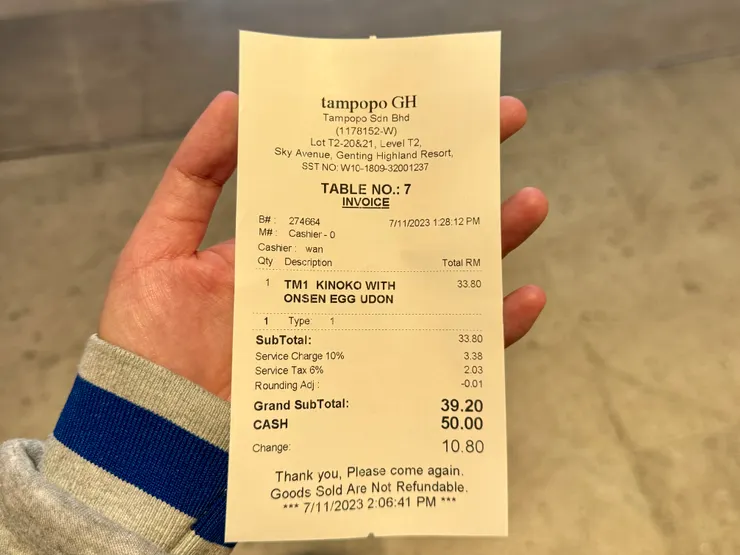 tampopo GH
Tampopo Sdn Bhd
(1178152-W)
Lot T2-20&21, Level T2,
Sky Avenue, Genting Highland Resort,
SST NO: W10-1809-32001237
TABLE NO.: 7
INVOICE
B# : 274664 7/11/2023 1:28:12 PM
M# : Cashier - 0
Cashier : wan
Qty Description Total RM
1 TM1 KINOKO WITH 33.80
ONSEN EGG UDON
1 Type: 1
SubTotal: 33.80
Service Charge 10% 3.38
Service Tax 6% 2.03
Rounding Adj : -0.01
Grand SubTotal: 39.20
CASH 50.00
Change: 10.80
Thank you, Please come again.
Goods Sold Are Not Refundable.
*** 7/11/2023 2:06:41 PM ***